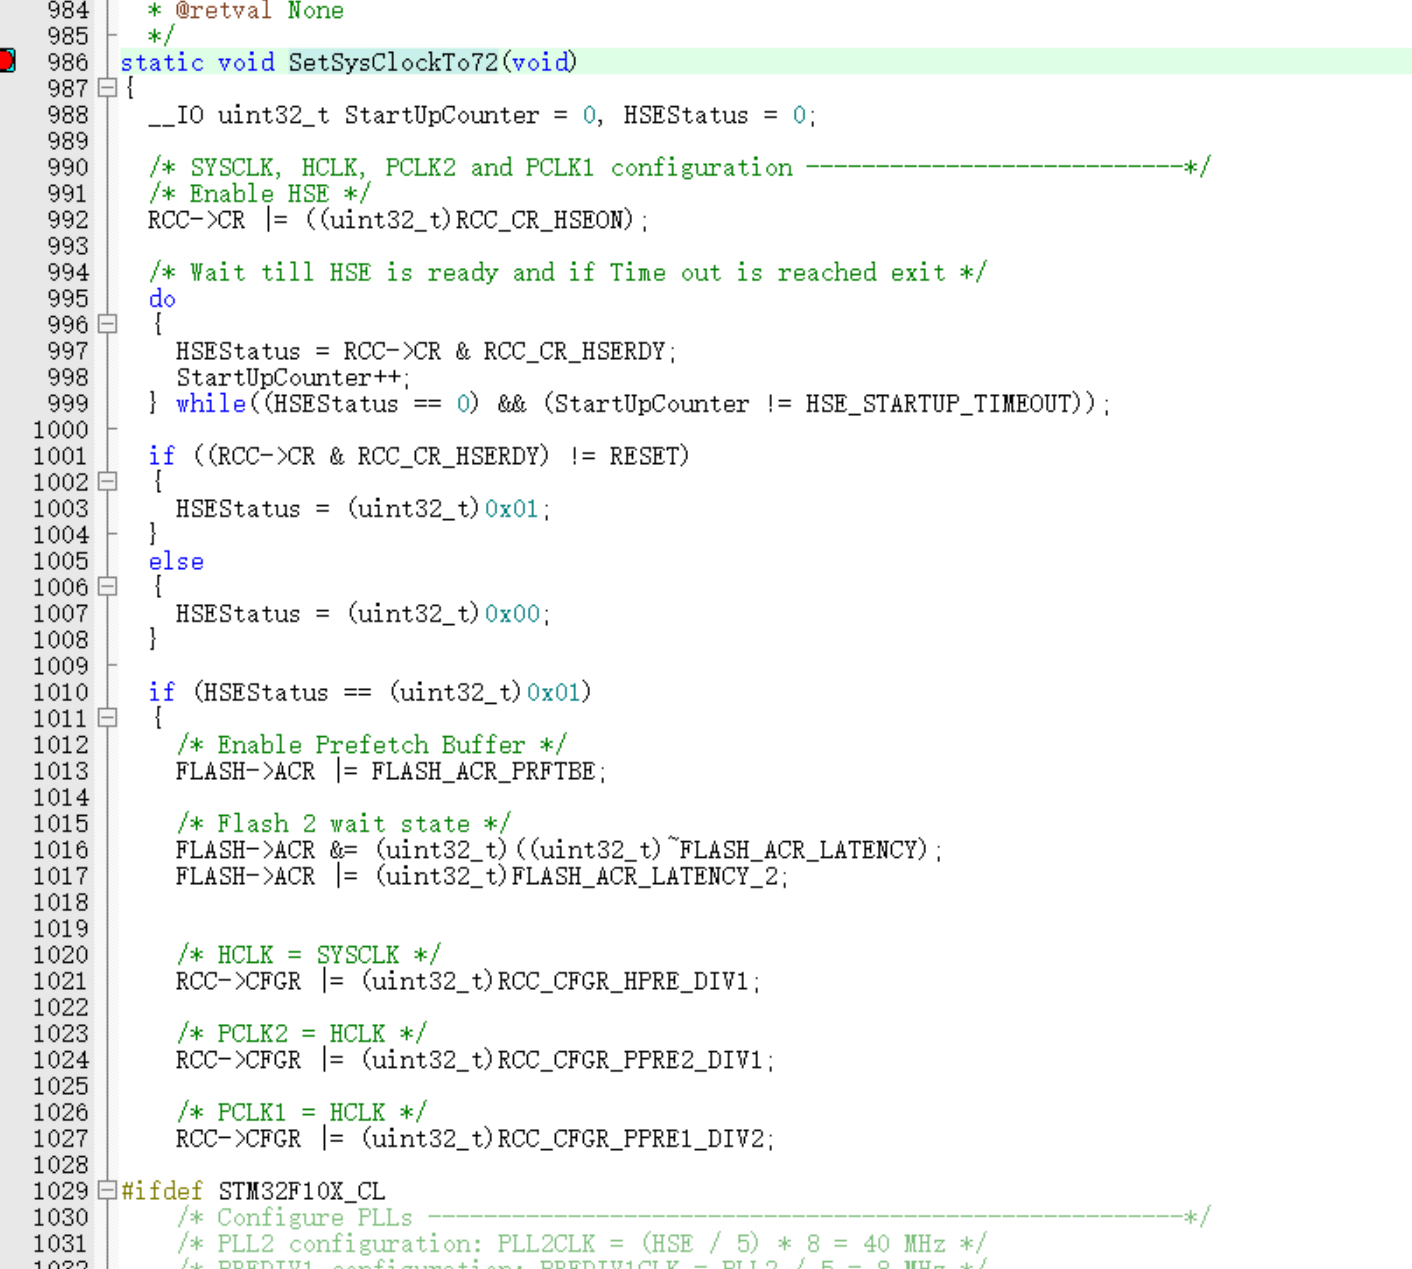 984 * @retval None
985 */
986 static void SetSysClockTo72(void)
987 {
988 __IO uint32_t StartUpCounter = 0, HSEStatus = 0;
989
990 /* SYSCLK, HCLK, PCLK2 and PCLK1 configuration ---------------------------*/
991 /* Enable HSE */
992 RCC->CR |= ((uint32_t)RCC_CR_HSEON);
993
994 /* Wait till HSE is ready and if Time out is reached exit */
995 do
996 {
997 HSEStatus = RCC->CR & RCC_CR_HSERDY;
998 StartUpCounter++;
999 } while((HSEStatus == 0) && (StartUpCounter != HSE_STARTUP_TIMEOUT));
1000
1001 if ((RCC->CR & RCC_CR_HSERDY) != RESET)
1002 {
1003 HSEStatus = (uint32_t)0x01;
1004 }
1005 else
1006 {
1007 HSEStatus = (uint32_t)0x00;
1008 }
1009
1010 if (HSEStatus == (uint32_t)0x01)
1011 {
1012 /* Enable Prefetch Buffer */
1013 FLASH->ACR |= FLASH_ACR_PRFTBE;
1014
1015 /* Flash 2 wait state */
1016 FLASH->ACR &= (uint32_t)((uint32_t)~FLASH_ACR_LATENCY);
1017 FLASH->ACR |= (uint32_t)FLASH_ACR_LATENCY_2;
1018
1019
1020 /* HCLK = SYSCLK */
1021 RCC->CFGR |= (uint32_t)RCC_CFGR_HPRE_DIV1;
1022
1023 /* PCLK2 = HCLK */
1024 RCC->CFGR |= (uint32_t)RCC_CFGR_PPRE2_DIV1;
1025
1026 /* PCLK1 = HCLK */
1027 RCC->CFGR |= (uint32_t)RCC_CFGR_PPRE1_DIV2;
1028
1029 #ifdef STM32F10X_CL
1030 /* Configure PLLs ------------------------------------------------------*/
1031 /* PLL2 configuration: PLL2CLK = (HSE / 5) * 8 = 40 MHz */
1032 /* PREDIV1 configuration: PREDIV1CLK = PLL2 / 5 = 8 MHz */